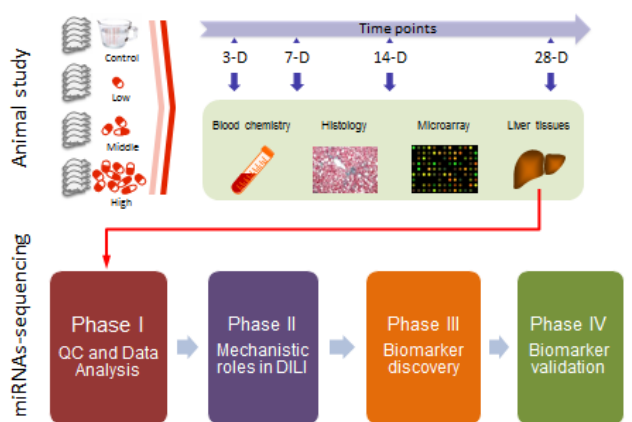 Animal study
Control
Low
Middle
High
Time points
3-D 7-D 14-D 28-D
Blood chemistry Histology Microarray Liver tissues
miRNAs-sequencing
Phase I
QC and Data
Analysis
Phase II
Mechanistic
roles in DILI
Phase III
Biomarker
discovery
Phase IV
Biomarker
validation